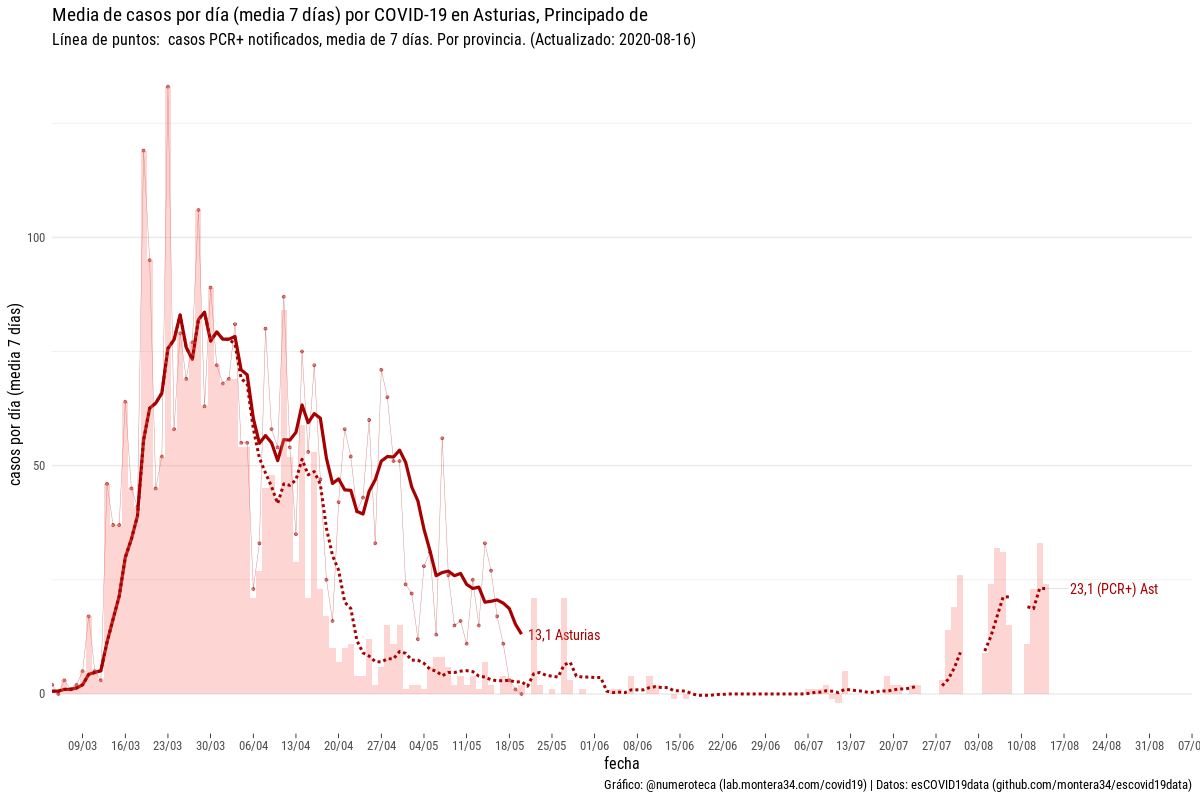 Media de casos por día (media 7 días) por COVID-19 en Asturias, Principado de
Línea de puntos:  casos PCR+ notificados, media de 7 días. Por provincia. (Actualizado: 2020-08-16)
casos por día (media 7 días)
100
50
0
23,1 (PCR+) Ast
13,1 Asturias
09/03 16/03 23/03 30/03 06/04 13/04 20/04 27/04 04/05 11/05 18/05 25/05 01/06 08/06 15/06 22/06 29/06 06/07 13/07 20/07 27/07 03/08 10/08 17/08 24/08 31/08 07/0
fecha
Gráfico: @numeroteca (lab.montera34.com/covid19) | Datos: esCOVID19data (github.com/montera34/escovid19data)